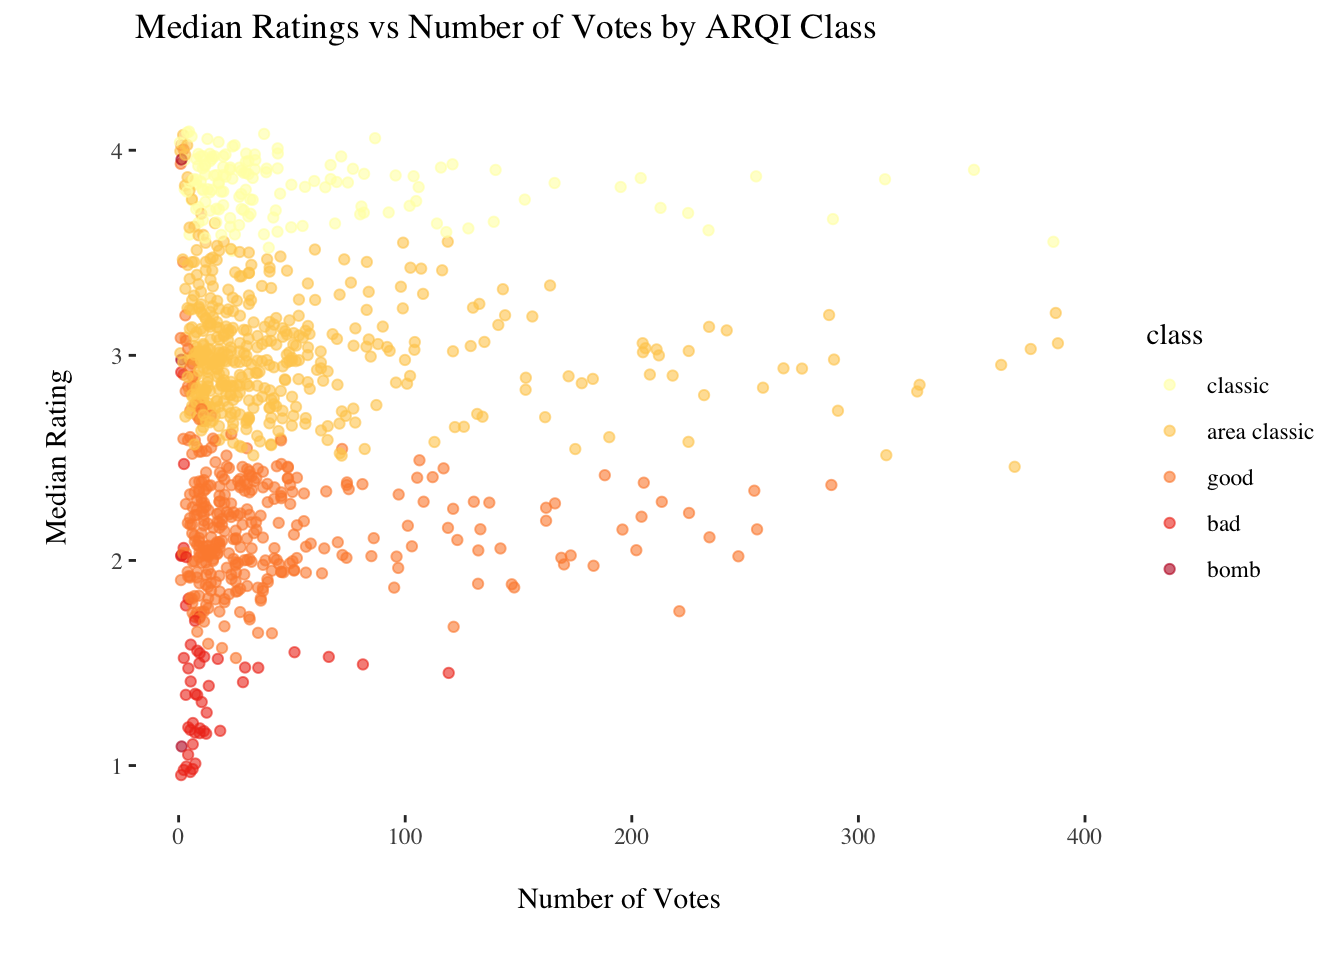 Median Ratings vs Number of Votes by ARQI Class
4
3
2
1
Median Rating
0 100 200 300 400
Number of Votes
class
classic
area classic
good
bad
bomb